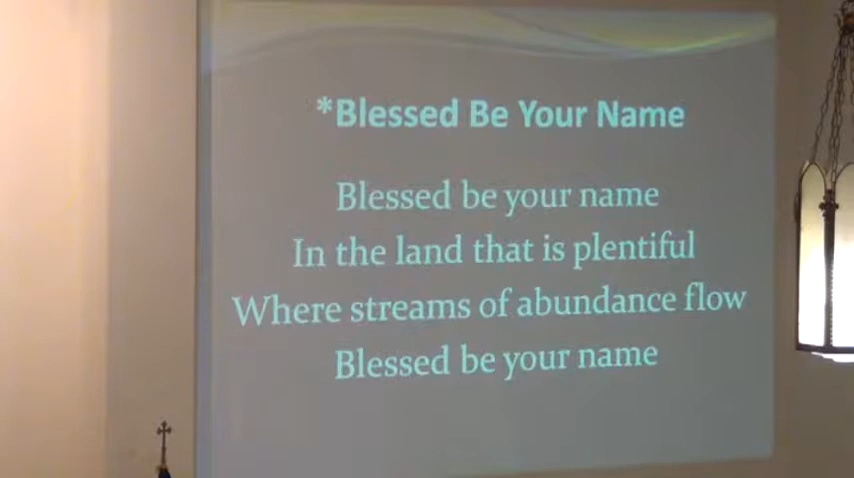 *Blessed Be Your Name
Blessed be your name
In the land that is plentiful
Where streams of abundance flow
Blessed be your name